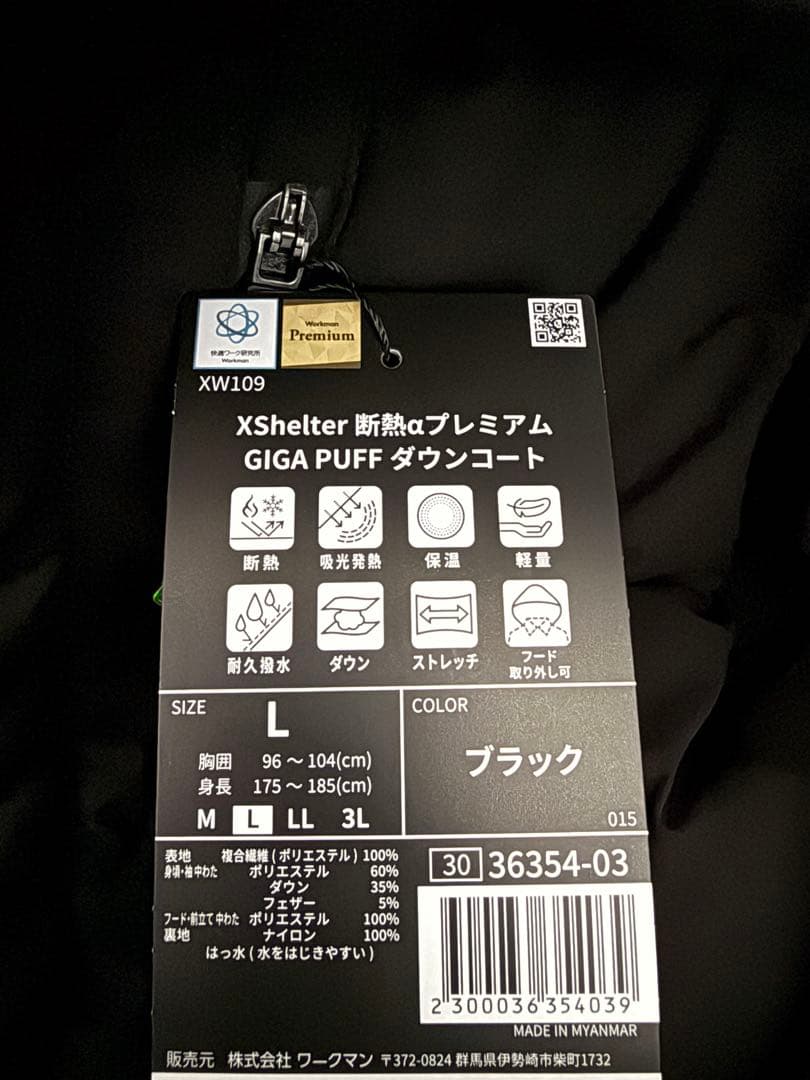 快適ワーク研究所
Workman
Workman
Premium
XW109
XShelter 断熱αプレミアム
GIGA PUFF ダウンコート
断熱 吸光発熱 保温 軽量
耐久撥水 ダウン ストレッチ フード
取り外し可
SIZE
L
胸囲 96～104(cm)
身長 175～185(cm)
M L LL 3L
COLOR
ブラック
015
表地 複合繊維(ポリエステル) 100%
身頃・袖中わた ポリエステル 60%
ダウン 35%
フェザー 5%
フード・前立て中わた ポリエステル 100%
裏地 ナイロン 100%
はっ水(水をはじきやすい)
30 36354-03
2 300036 354039
MADE IN MYANMAR
販売元 株式会社 ワークマン 〒372-0824 群馬県伊勢崎市柴町1732